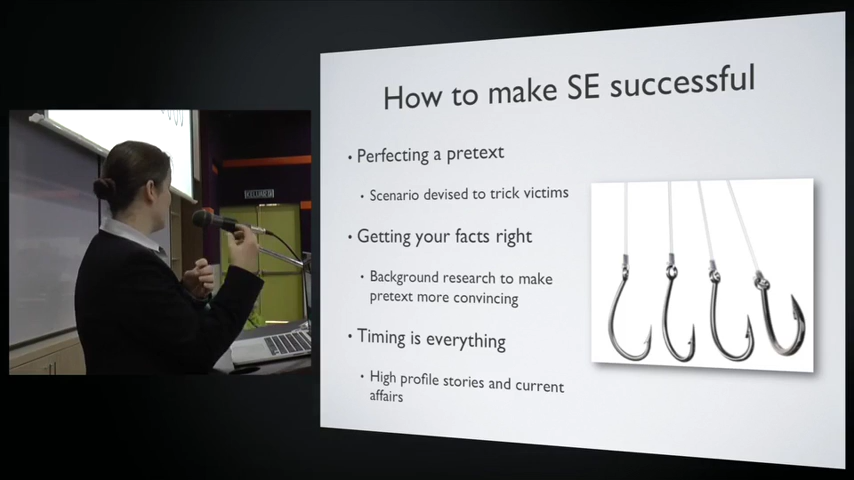 How to make SE successful
• Perfecting a pretext
• Scenario devised to trick victims
• Getting your facts right
• Background research to make
pretext more convincing
• Timing is everything
• High profile stories and current
affairs